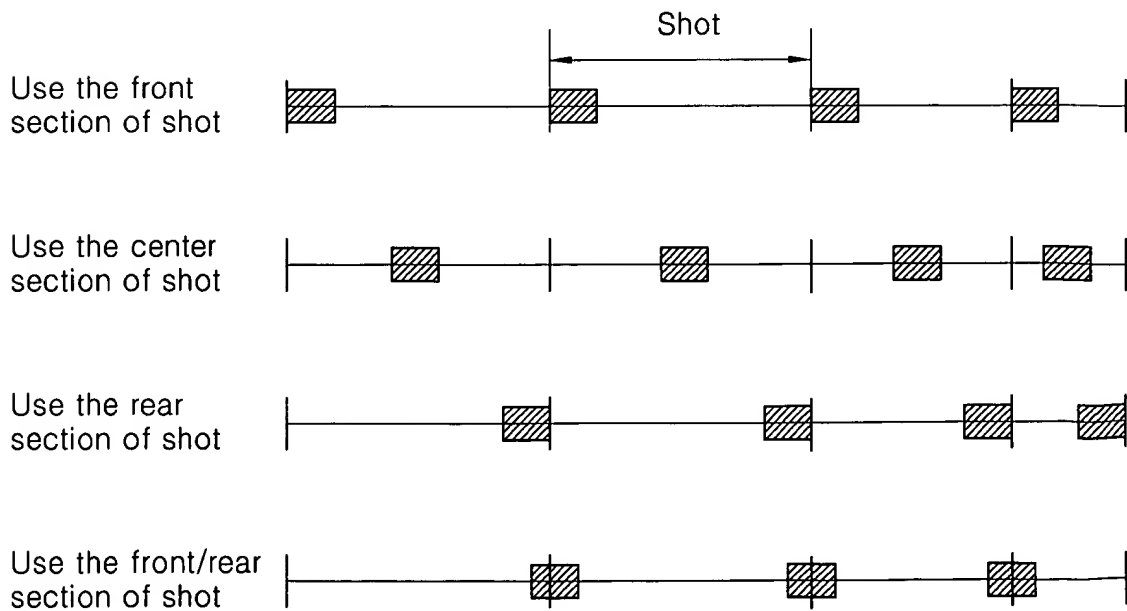 Shot
Use the front
section of shot
Use the center
section of shot
Use the rear
section of shot
Use the front/rear
section of shot